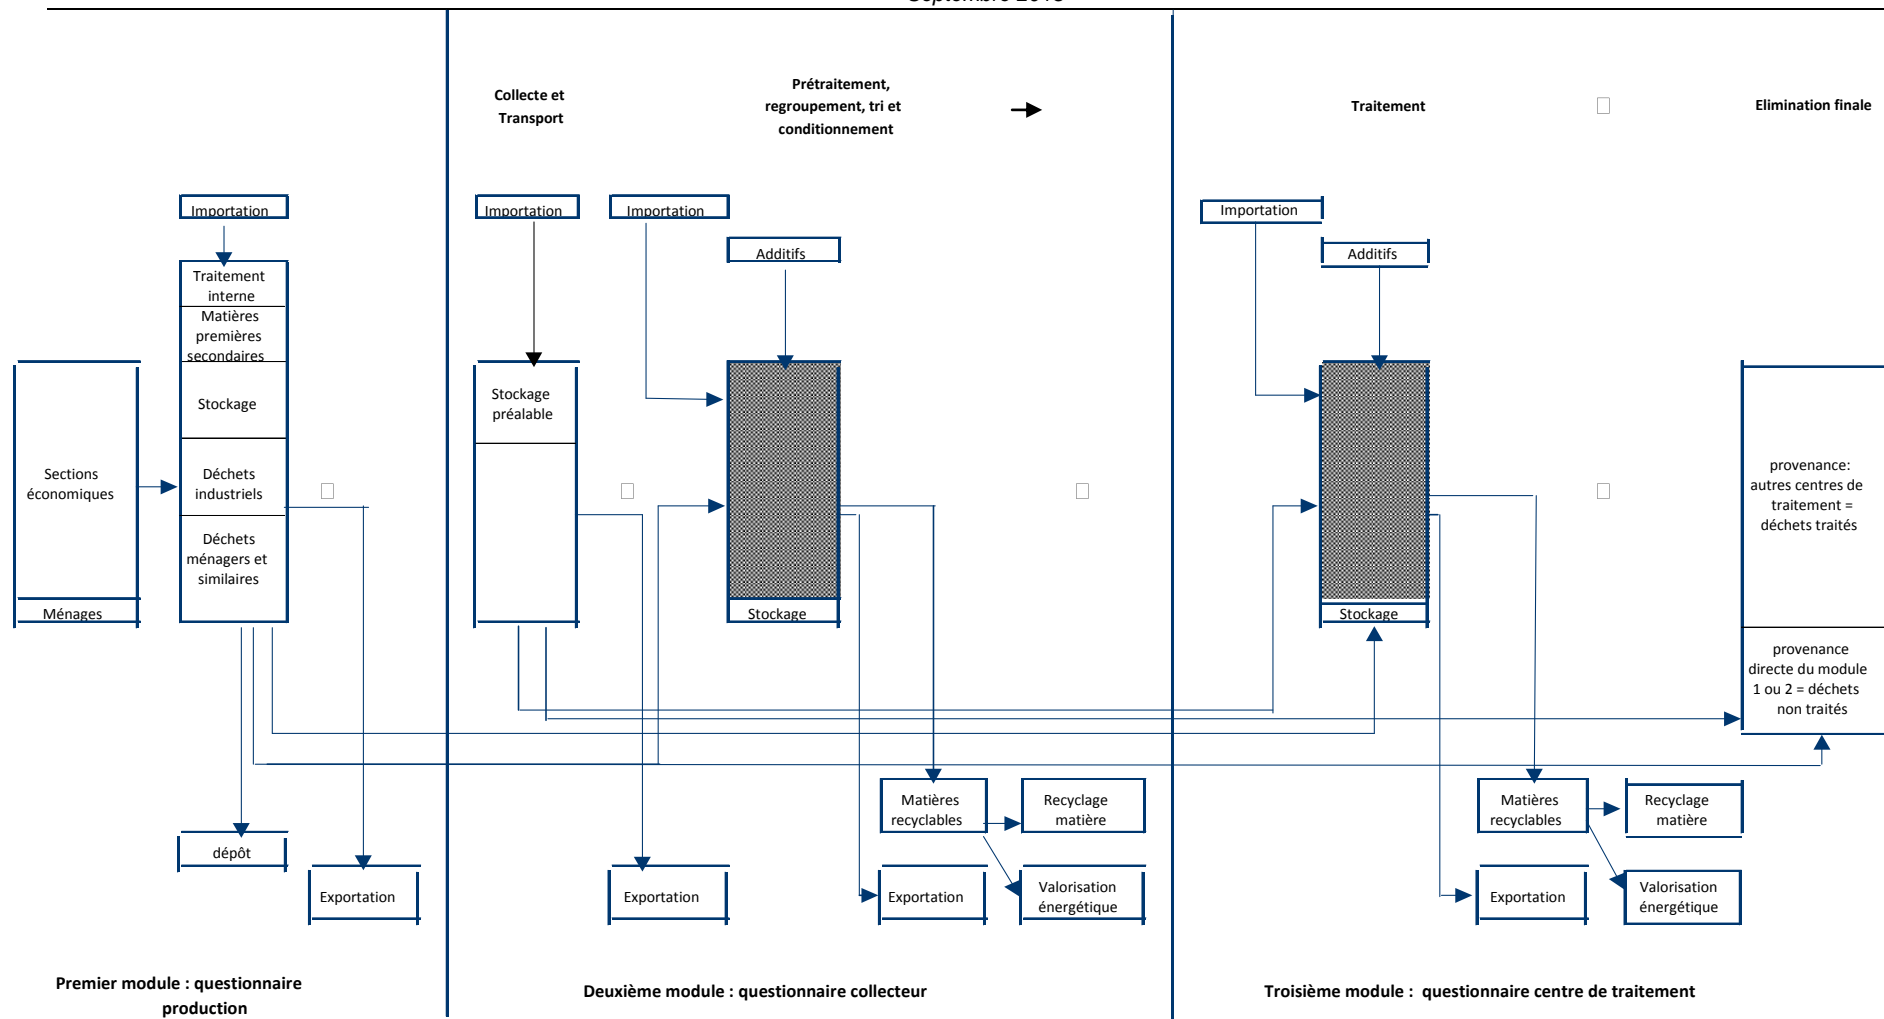 Collecte et
Transport
Prétraitement,
regroupement, tri et
conditionnement
Traitement
Elimination finale
Importation
Importation
Importation
Importation
Additifs
Additifs
Traitement
interne
Matières
premières
secondaires
Stockage
Déchets
industriels
Déchets
ménagers et
similaires
Sections
économiques
Ménages
Stockage
préalable
Stockage
Stockage
provenance:
autres centres de
traitement =
déchets traités
provenance
directe du module
1 ou 2 = déchets
non traités
dépôt
Exportation
Exportation
Matières
recyclables
Recyclage
matière
Exportation
Valorisation
énergétique
Matières
recyclables
Recyclage
matière
Exportation
Valorisation
énergétique
Premier module : questionnaire
production
Deuxième module : questionnaire collecteur
Troisième module : questionnaire centre de traitement